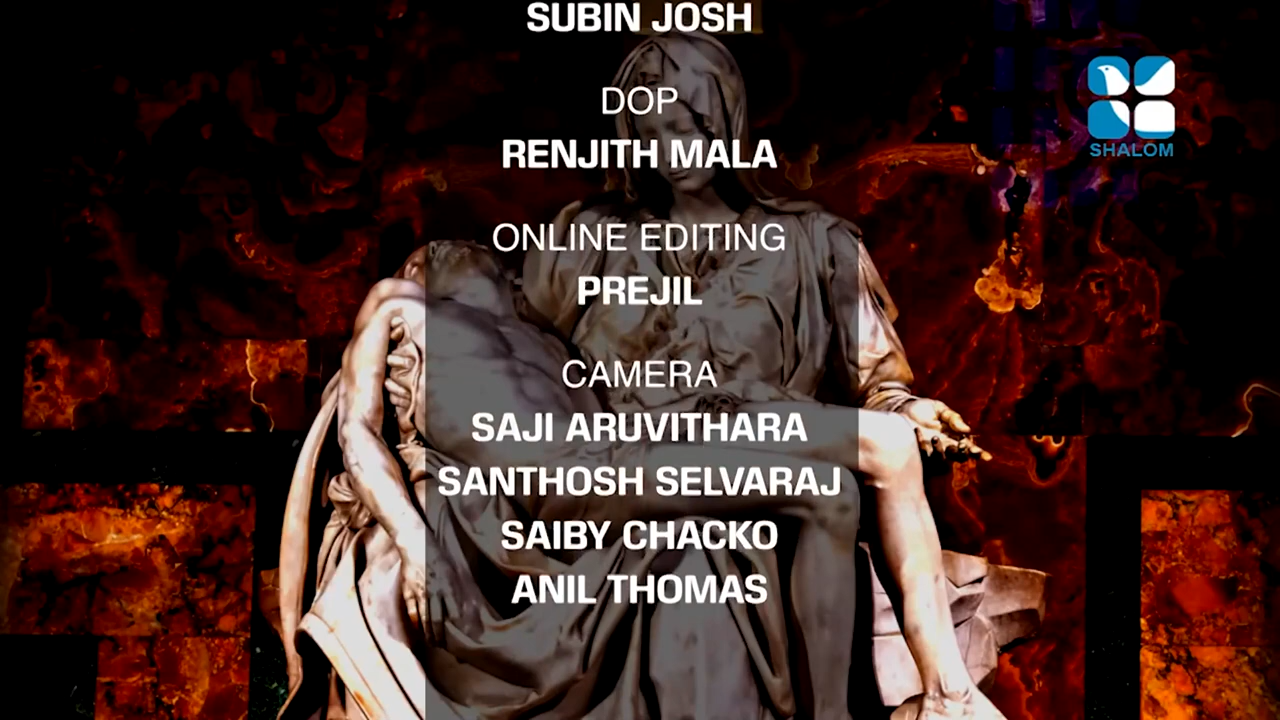 SUBIN JOSH
DOP
RENJITH MALA
SHALOM
ONLINE EDITING
PREJIL
CAMERA
SAJI ARUVITHARA
SANTHOSH SELVARAJ
SAIBY CHACKO
ANIL THOMAS